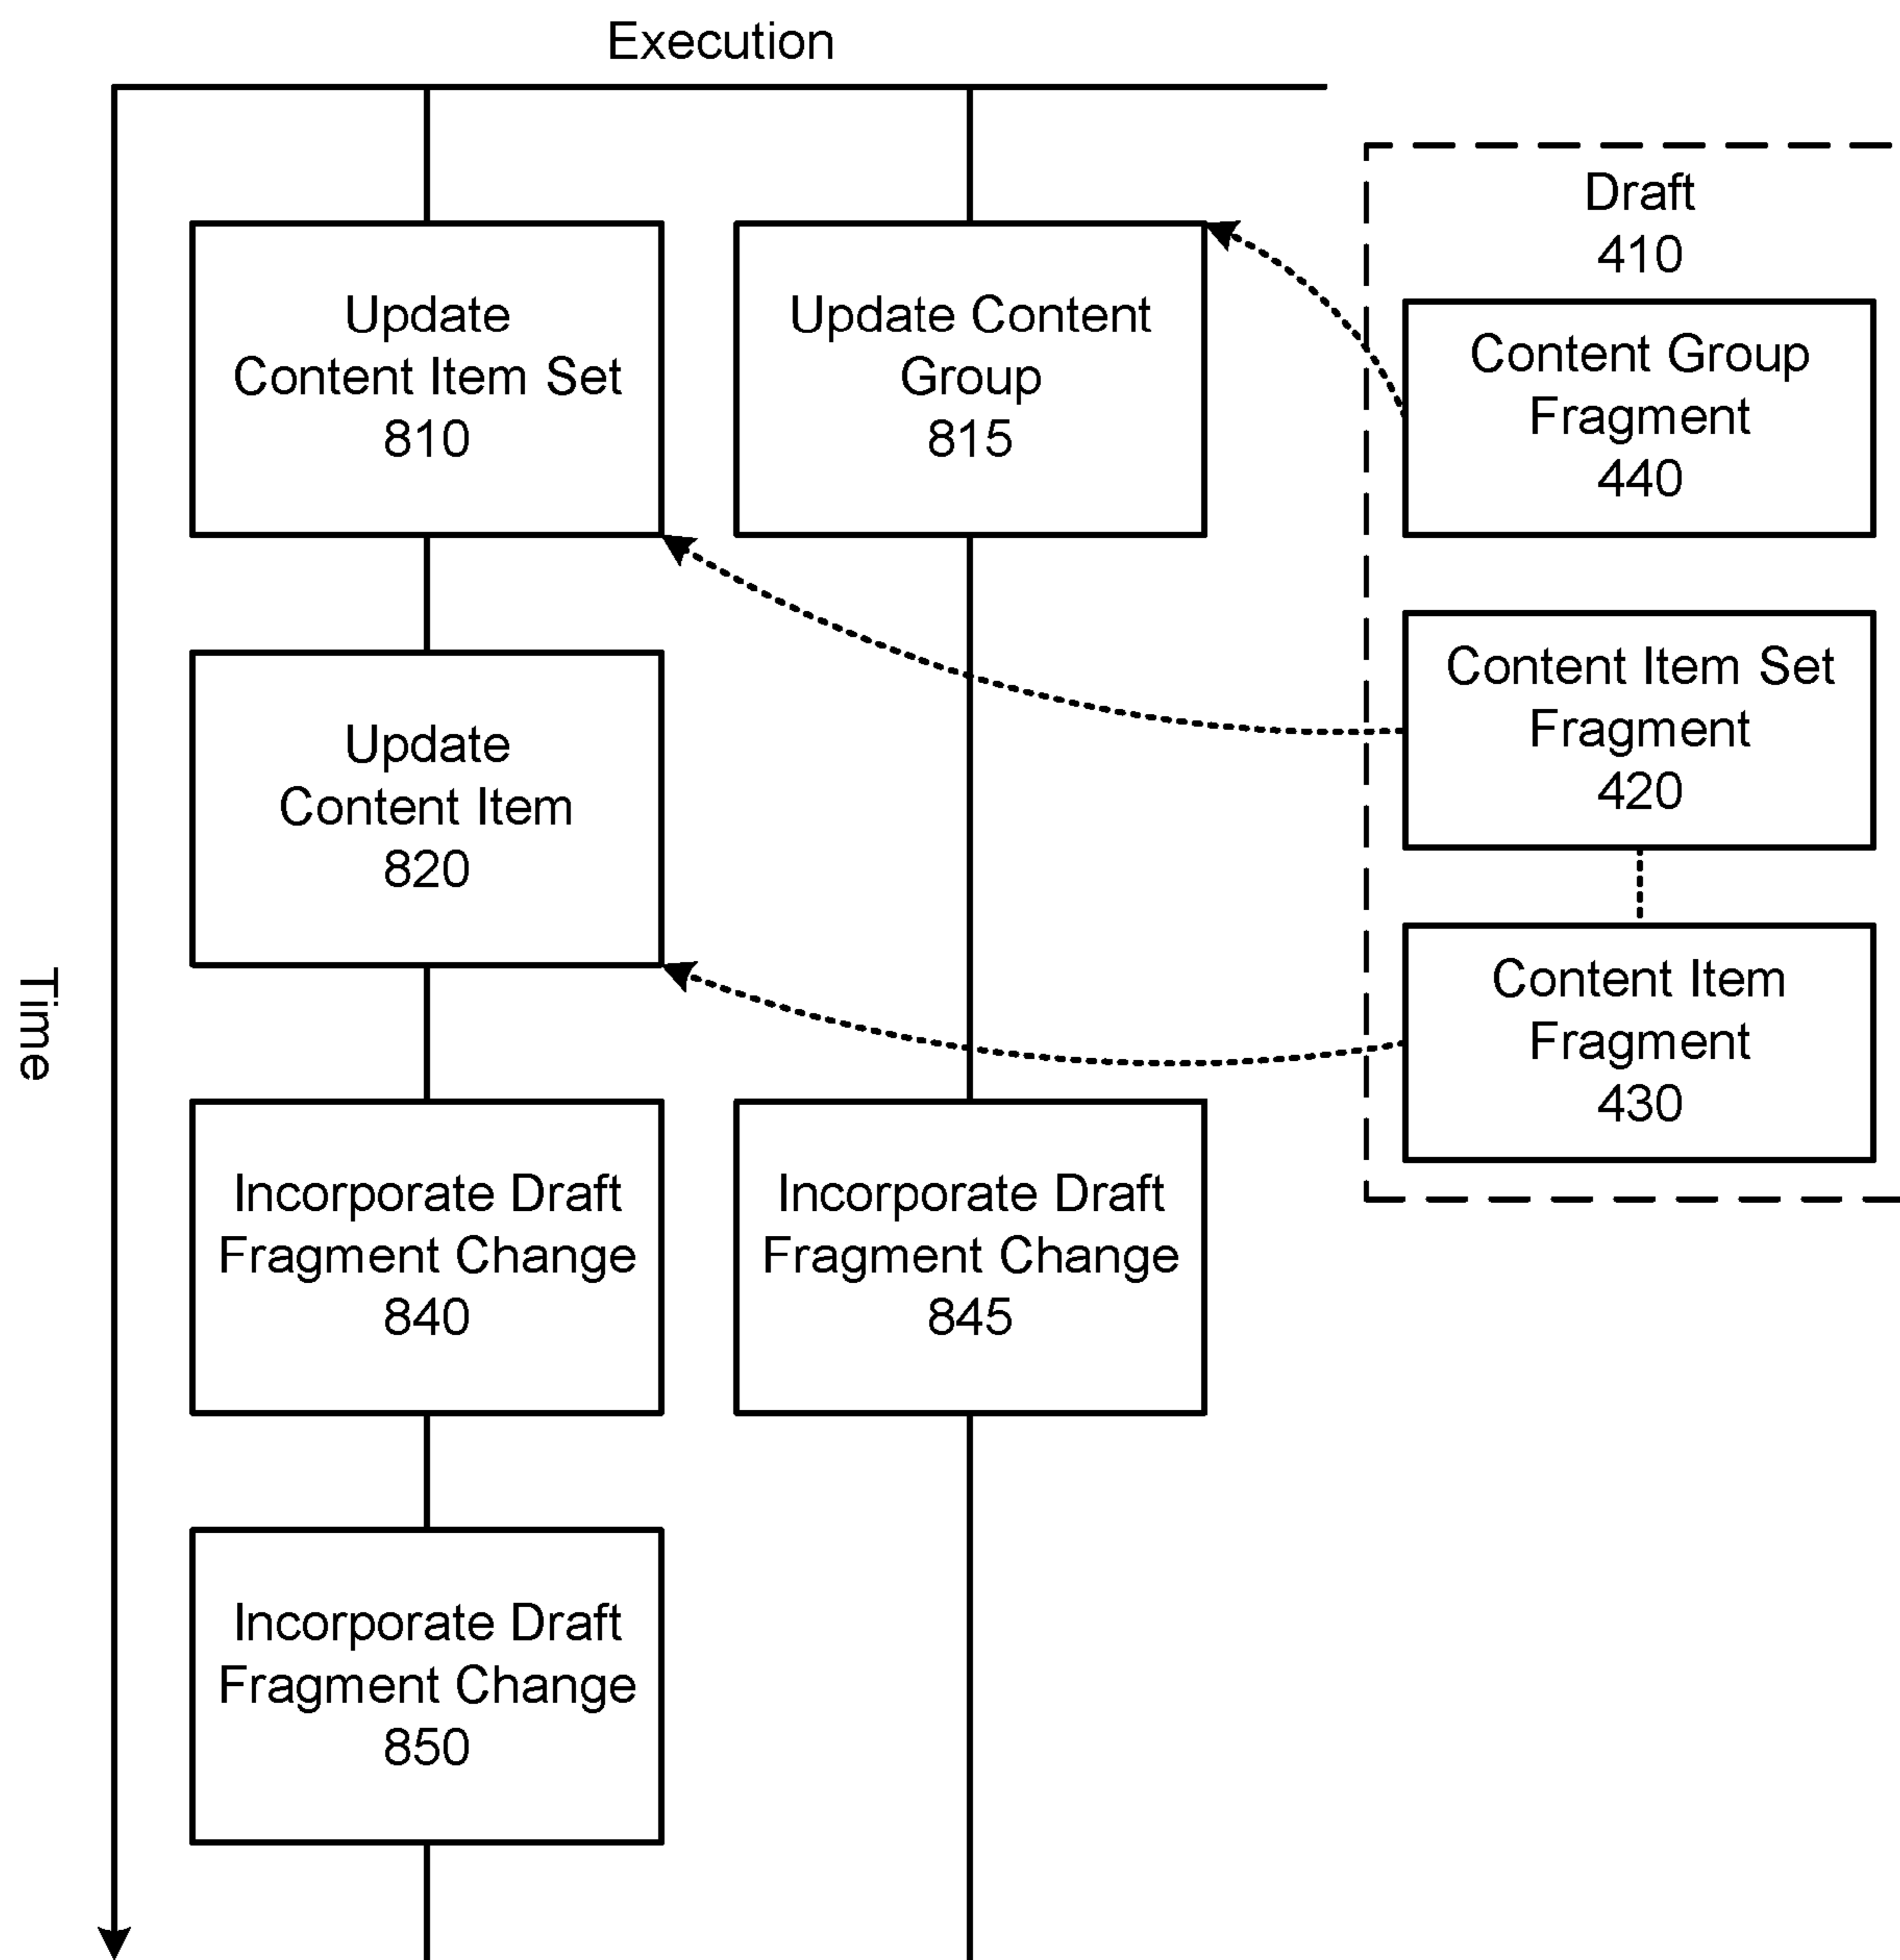 Execution
Update
Content Item Set
810
Update Content
Group
815
Draft
410
Content Group
Fragment
440
Content Item Set
Fragment
420
Update
Content Item
820
Content Item
Fragment
430
Time
Incorporate Draft
Fragment Change
840
Incorporate Draft
Fragment Change
845
Incorporate Draft
Fragment Change
850